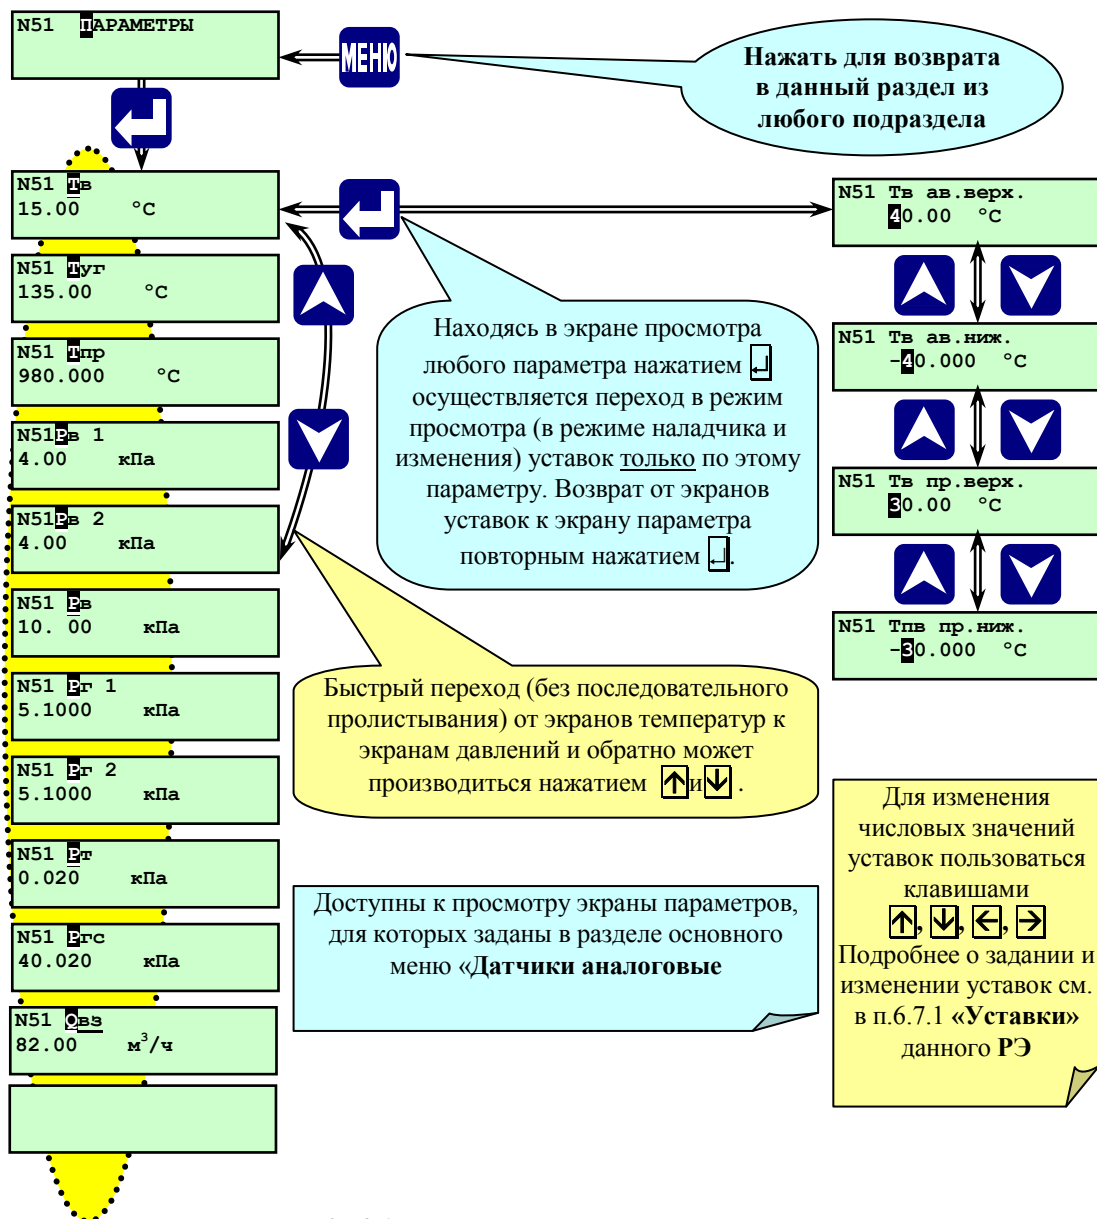 N51 ПАРАМЕТРЫ
МЕНЮ
Нажать для возврата
в данный раздел из
любого подраздела
N51 Тв
15.00 °С
N51 Туг
135.00 °С
N51 Тпр
980.000 °С
N51Рв 1
4.00 кПа
N51Рв 2
4.00 кПа
N51 Рв
10. 00 кПа
N51 Рг 1
5.1000 кПа
N51 Рг 2
5.1000 кПа
N51 Рт
0.020 кПа
N51 Ргс
40.020 кПа
N51 Qвз
82.00 м³/ч
Находясь в экране просмотра
любого параметра нажатием ↵
осуществляется переход в режим
просмотра (в режиме наладчика и
изменения) уставок только по этому
параметру. Возврат от экранов
уставок к экрану параметра
повторным нажатием ↵.
Быстрый переход (без последовательного
пролистывания) от экранов температур к
экранам давлений и обратно может
производиться нажатием ↑и↓ .
Доступны к просмотру экраны параметров,
для которых заданы в разделе основного
меню «Датчики аналоговые
N51 Тв ав.верх.
40.00 °С
N51 Тв ав.ниж.
-40.000 °С
N51 Тв пр.верх.
30.00 °С
N51 Тпв пр.ниж.
-30.000 °С
Для изменения
числовых значений
уставок пользоваться
клавишами
↑, ↓, ←, →
Подробнее о задании и
изменении уставок см.
в п.6.7.1 «Уставки»
данного РЭ